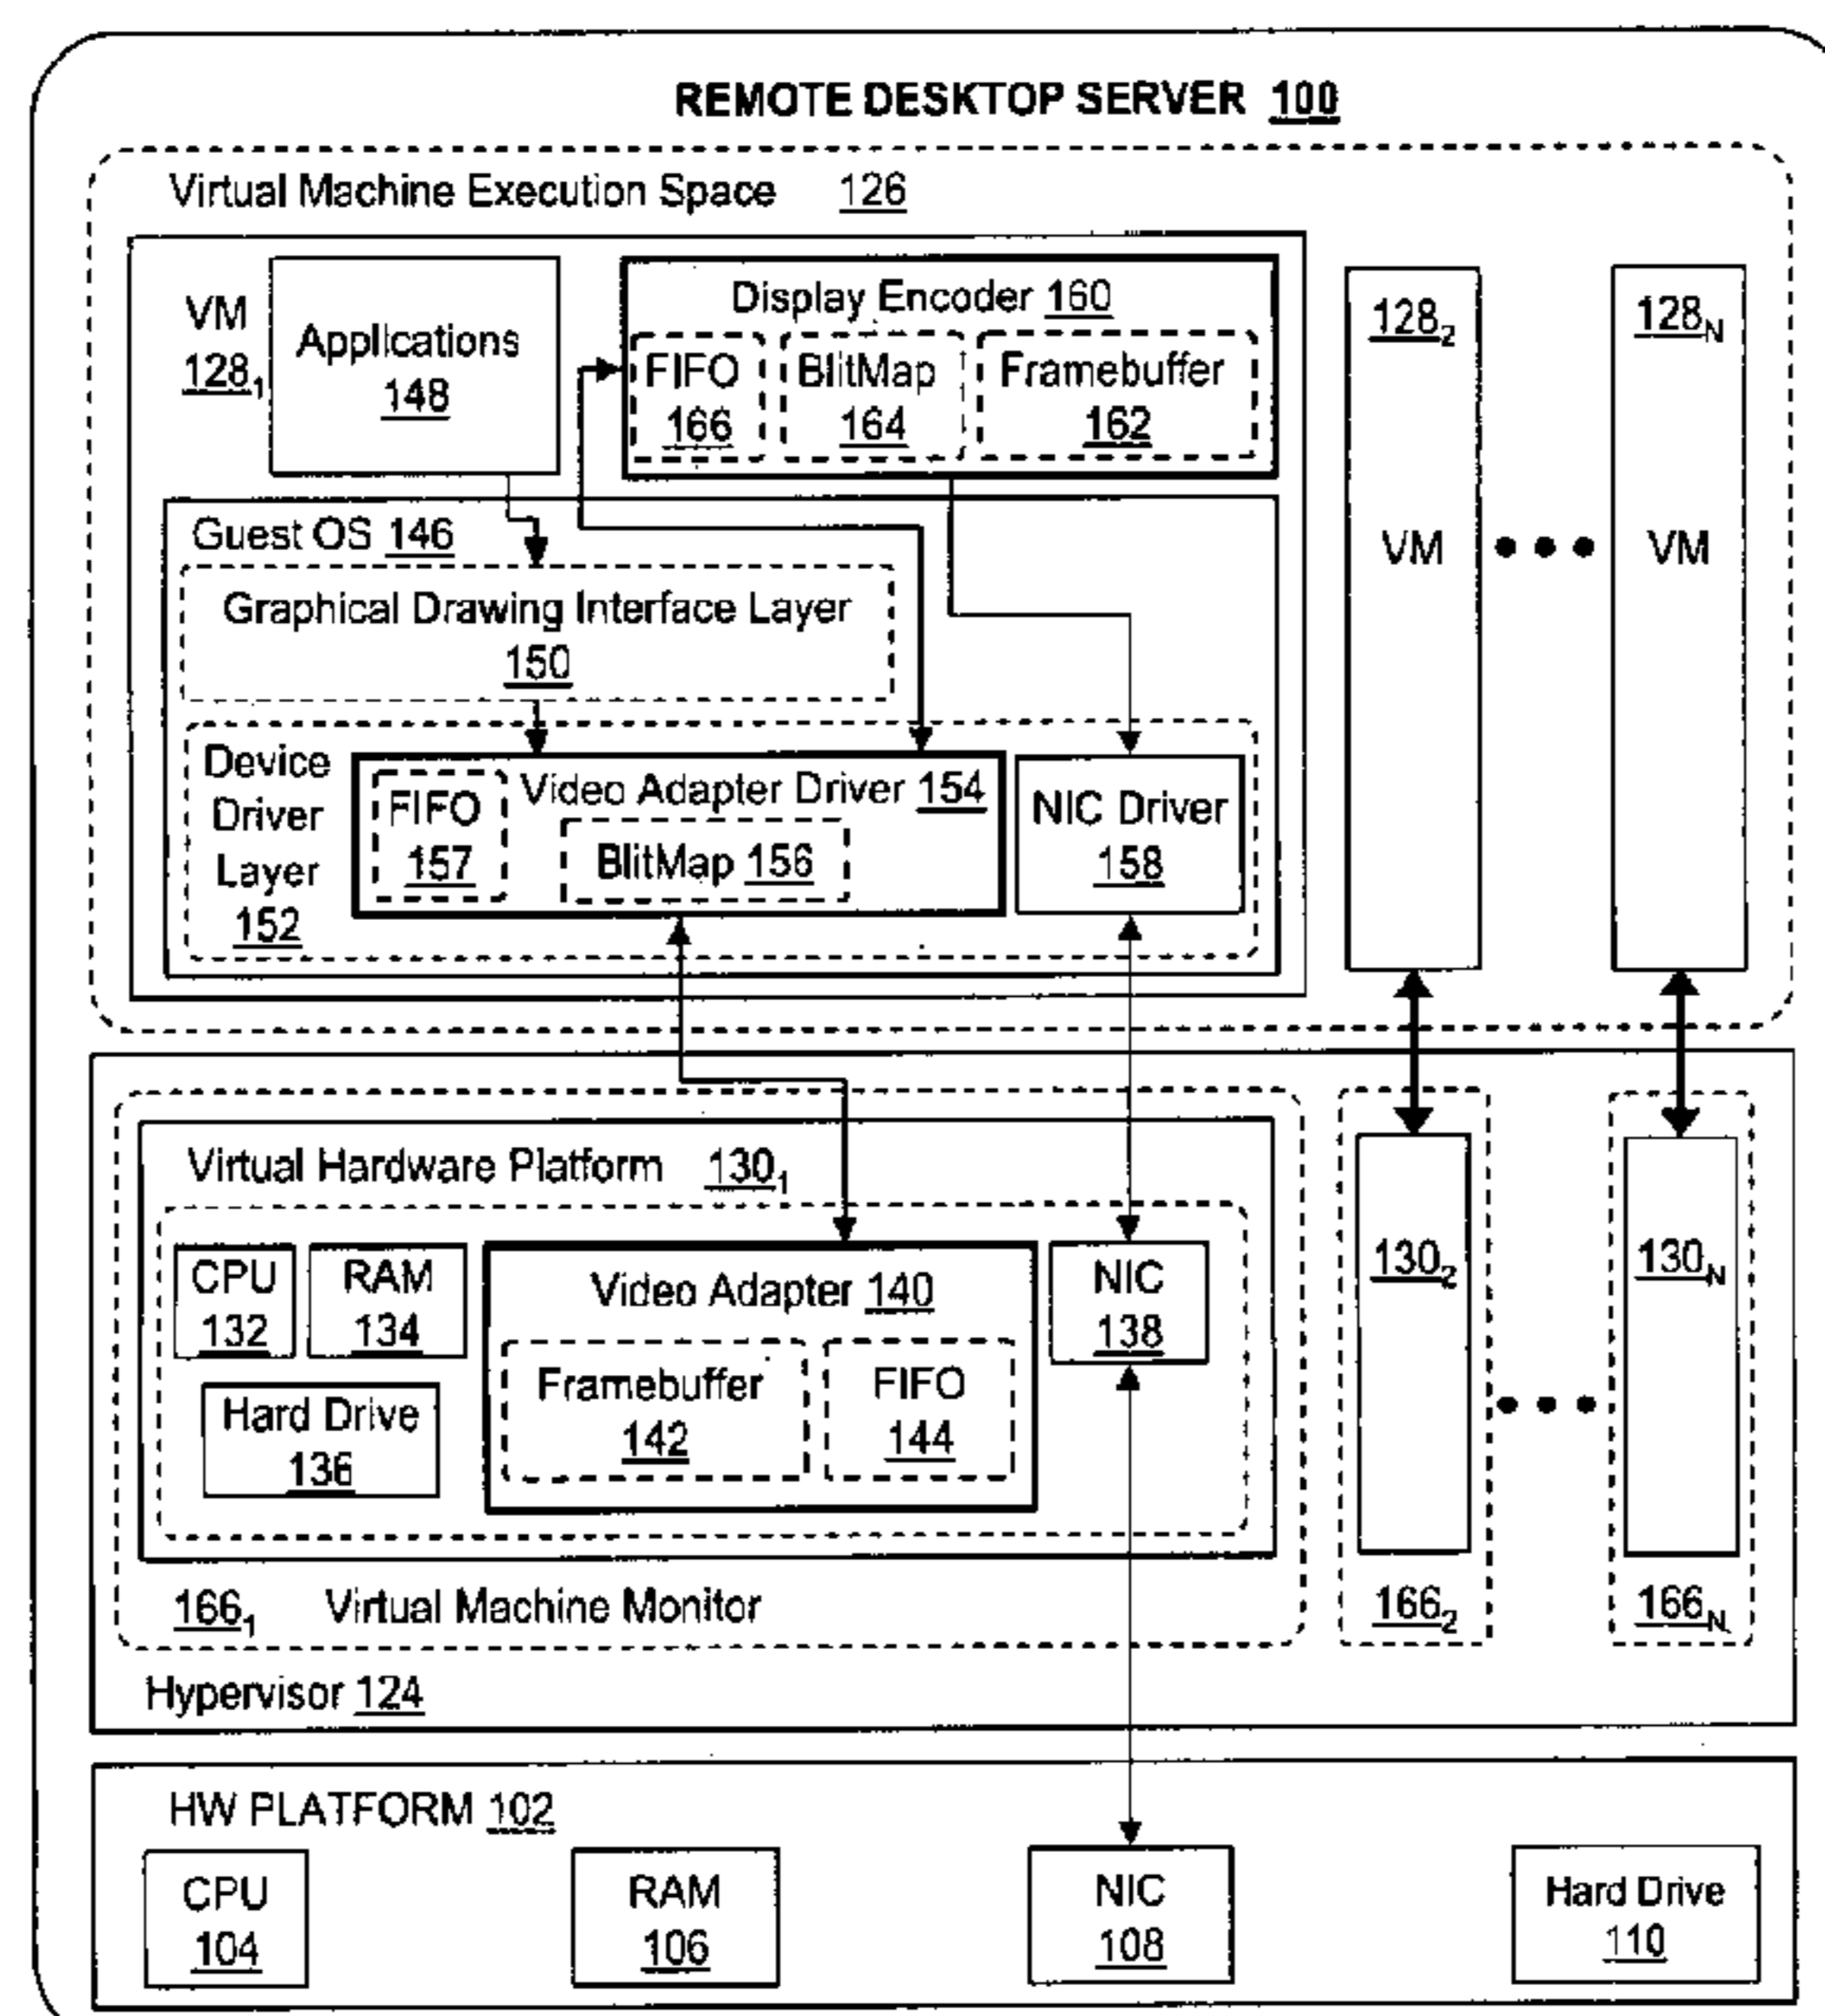 REMOTE DESKTOP SERVER 100
Virtual Machine Execution Space 126
VM
128₁
Applications
148
Display Encoder 160
FIFO
166
BlitMap
164
Framebuffer
162
128₂
VM
128N
VM
Guest OS 146
Graphical Drawing Interface Layer
150
Device
Driver
Layer
152
FIFO
157
Video Adapter Driver 154
BlitMap 156
NIC Driver
158
Virtual Hardware Platform 130₁
CPU
132
RAM
134
Hard Drive
136
Video Adapter 140
Framebuffer
142
FIFO
144
NIC
138
130₂
130N
166₁ Virtual Machine Monitor
166₂
166N
Hypervisor 124
HW PLATFORM 102
CPU
104
RAM
106
NIC
108
Hard Drive
110